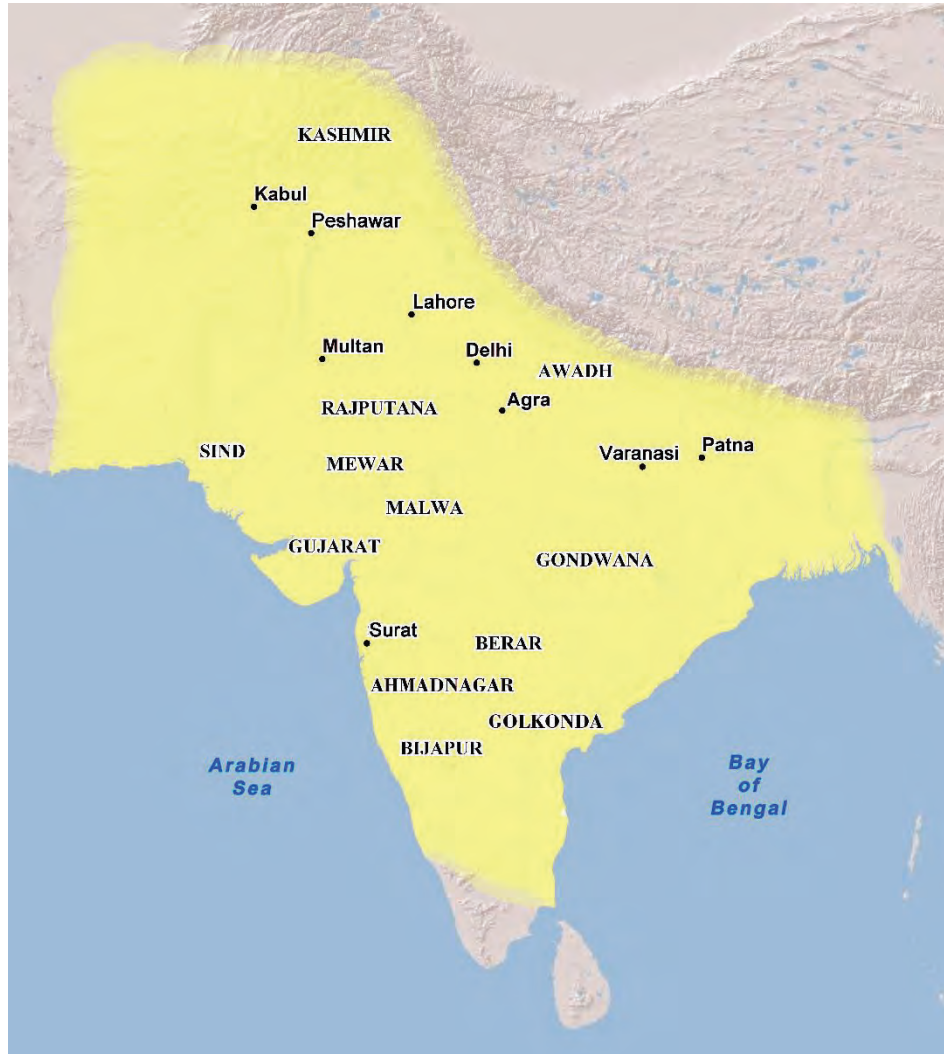 KASHMIR
Kabul
Peshawar
Lahore
Multan
Delhi
AWADH
Agra
RAJPUTANA
SIND
MEWAR
Varanasi
Patna
MALWA
GUJARAT
GONDWANA
Surat
BERAR
AHMADNAGAR
GOLKONDA
BIJAPUR
Arabian
Sea
Bay
of
Bengal